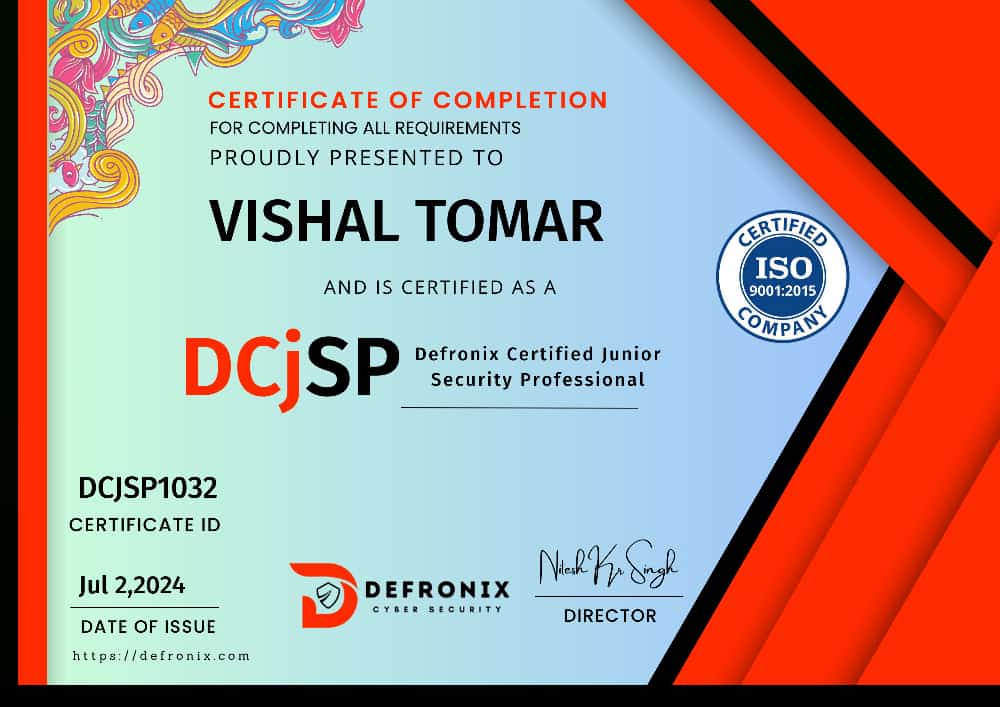 CERTIFICATE OF COMPLETION
FOR COMPLETING ALL REQUIREMENTS
PROUDLY PRESENTED TO
VISHAL TOMAR
AND IS CERTIFIED AS A
DCjSP
Defronix Certified Junior
Security Professional
CERTIFIED
ISO
9001:2015
COMPANY
DCJSP1032
CERTIFICATE ID
Jul 2,2024
DATE OF ISSUE
https://defronix.com
DEFRONIX
CYBER SECURITY
Nilesh Kr Singh
DIRECTOR